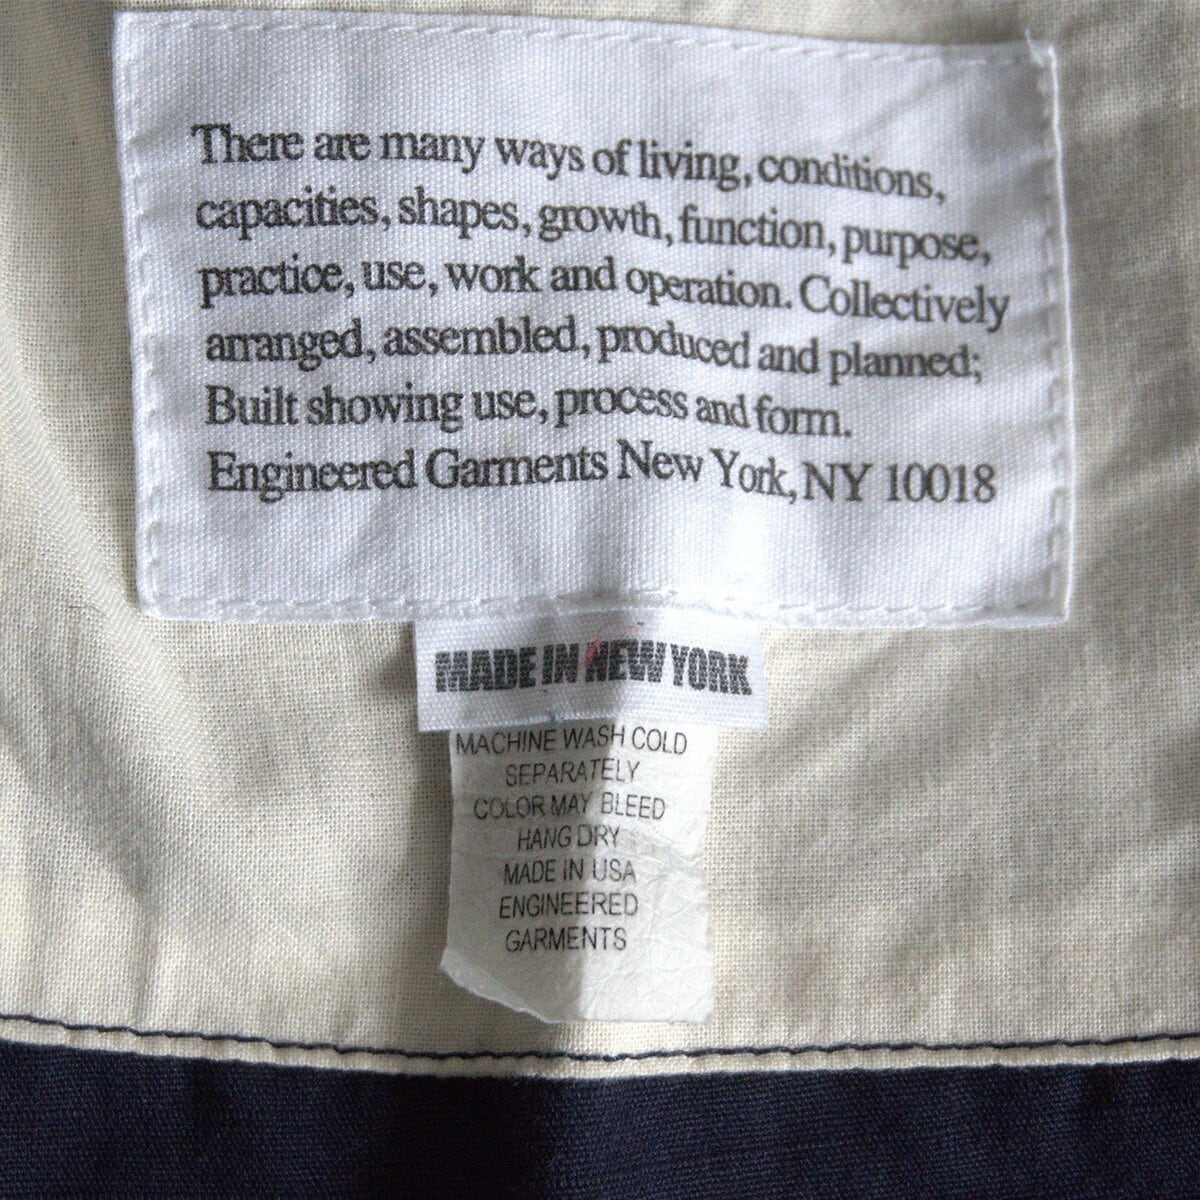 There are many ways of living, conditions,
capacities, shapes, growth, function, purpose,
practice, use, work and operation. Collectively
arranged, assembled, produced and planned;
Built showing use, process and form.
Engineered Garments New York, NY 10018
MADE IN NEW YORK
MACHINE WASH COLD
SEPARATELY
COLOR MAY BLEED
HANG DRY
MADE IN USA
ENGINEERED
GARMENTS